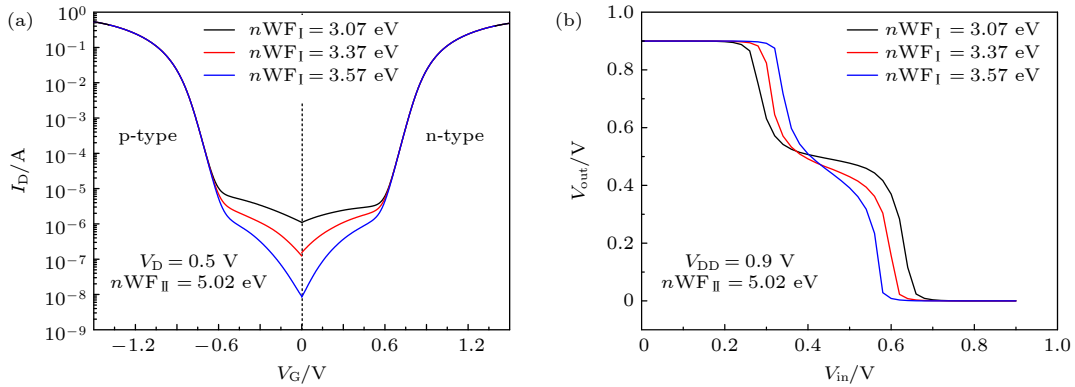 (a)
10⁰
10⁻¹
10⁻²
10⁻³
10⁻⁴
10⁻⁵
10⁻⁶
10⁻⁷
10⁻⁸
10⁻⁹
I_D/A
nWF_I = 3.07 eV
nWF_I = 3.37 eV
nWF_I = 3.57 eV
p-type
n-type
V_D = 0.5 V
nWF_Ⅱ = 5.02 eV
−1.2 −0.6 0 0.6 1.2
V_G/V
(b)
1.0
0.8
0.6
0.4
0.2
0
V_out/V
nWF_I = 3.07 eV
nWF_I = 3.37 eV
nWF_I = 3.57 eV
V_DD = 0.9 V
nWF_Ⅱ = 5.02 eV
0.0 0.2 0.4 0.6 0.8 1.0
V_in/V